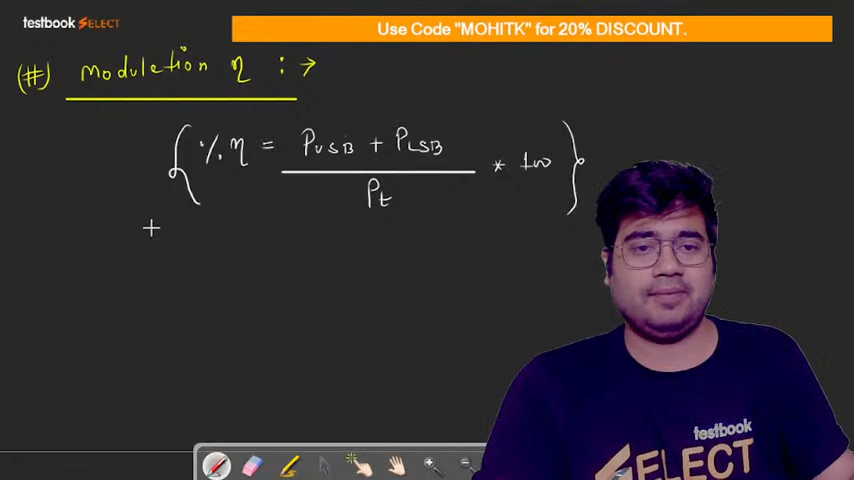 testbook SELECT
Use Code "MOHITK" for 20% DISCOUNT.
(#) modulation η : →
{ %η = PUSB + PLSB / Pt * 100 }
+
testbook
SELECT